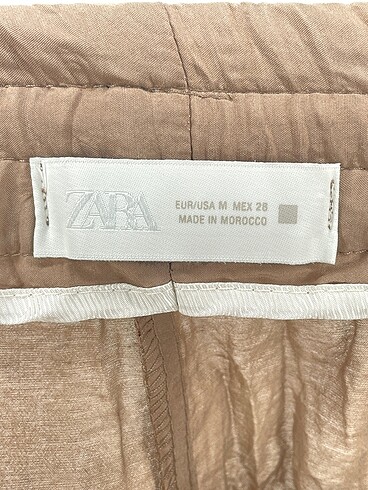 ZARA
EUR/USA M MEX 28
MADE IN MOROCCO